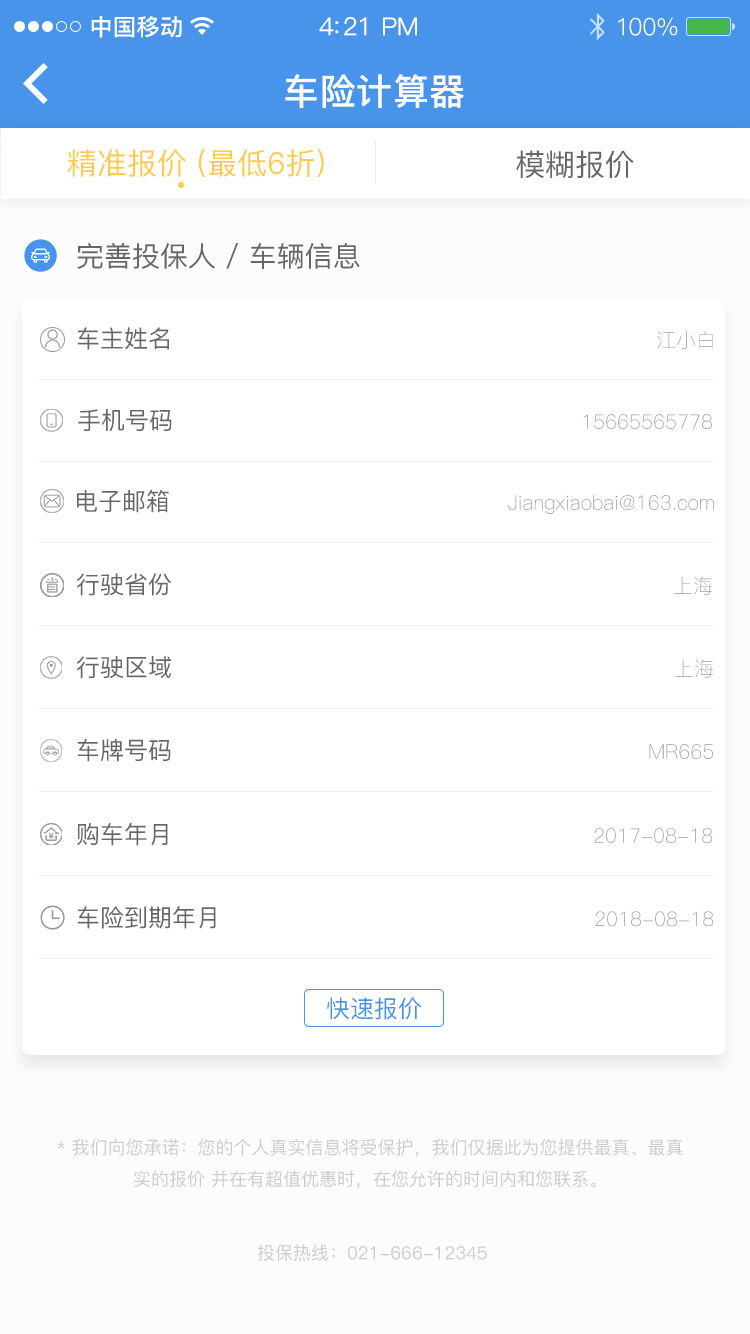 中国移动 4:21 PM 100%
车险计算器
精准报价（最低6折） 模糊报价
完善投保人 / 车辆信息
车主姓名 江小白
手机号码 15665565778
电子邮箱 Jiangxiaobai@163.com
省 行驶省份 上海
行驶区域 上海
车牌号码 MR665
购车年月 2017-08-18
车险到期年月 2018-08-18
快速报价
* 我们向您承诺：您的个人真实信息将受保护，我们仅据此为您提供最真、最真
实的报价 并在有超值优惠时，在您允许的时间内和您联系。
投保热线：021-666-12345